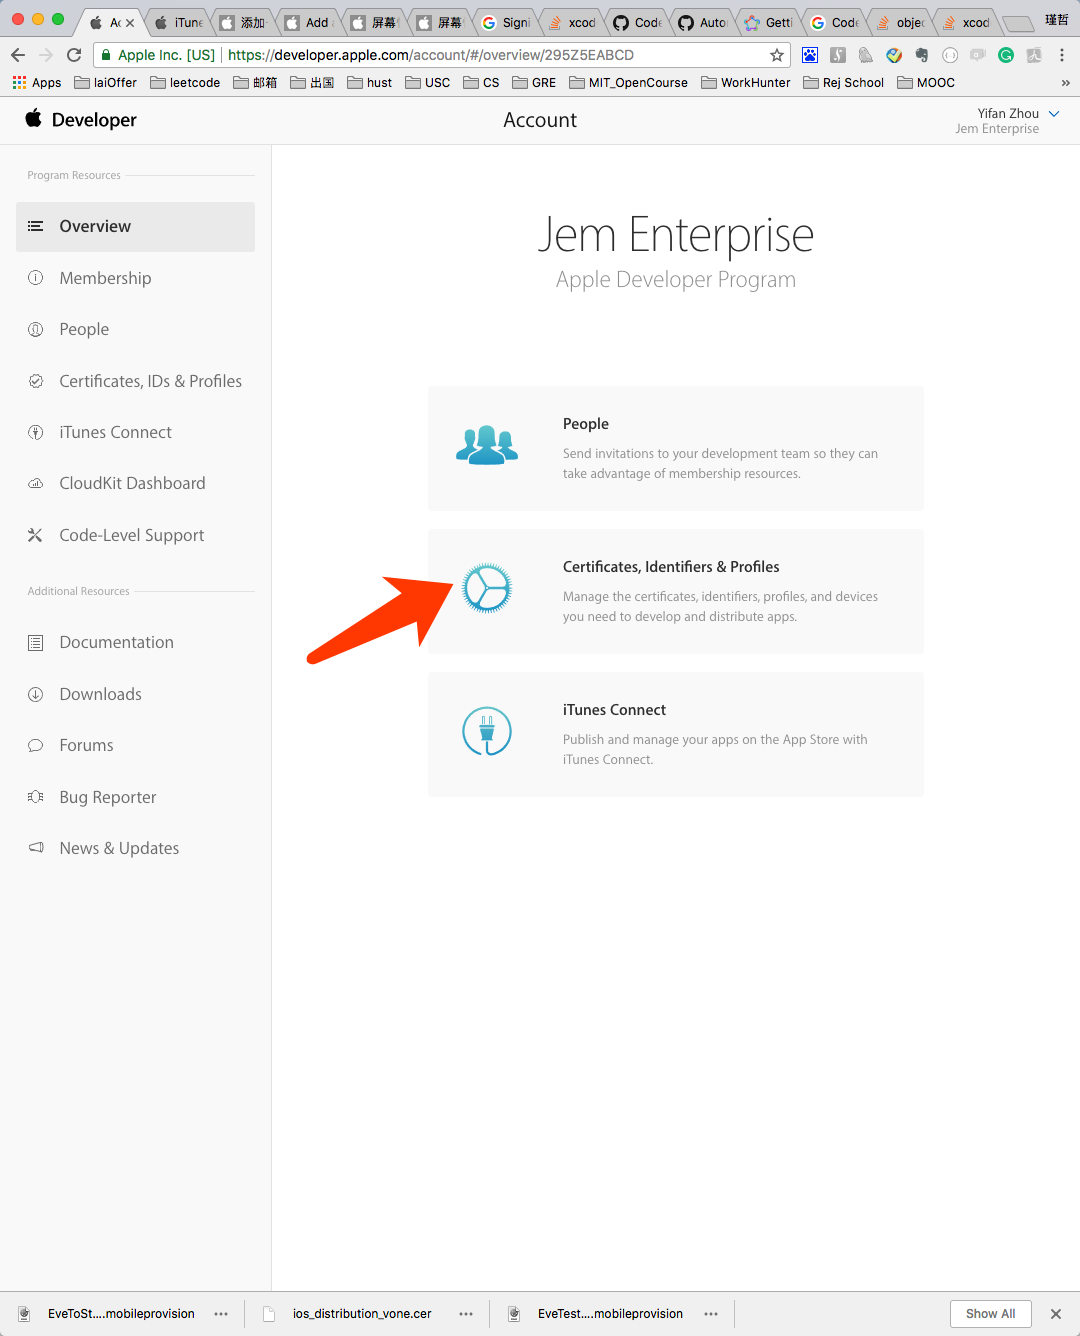 Ac
iTune
添加
Add
屏幕
屏幕
Signi
xcod
Code
Auto
Getti
Code
objec
xcod
瑾哲
Apple Inc. [US]
https://developer.apple.com/account/#/overview/295Z5EABCD
Apps
laiOffer
leetcode
邮箱
出国
hust
USC
CS
GRE
MIT_OpenCourse
WorkHunter
Rej School
MOOC
»
Developer
Account
Yifan Zhou
Jem Enterprise
Program Resources
Overview
Membership
People
Certificates, IDs & Profiles
iTunes Connect
CloudKit Dashboard
Code-Level Support
Additional Resources
Documentation
Downloads
Forums
Bug Reporter
News & Updates
Jem Enterprise
Apple Developer Program
People
Send invitations to your development team so they can
take advantage of membership resources.
Certificates, Identifiers & Profiles
Manage the certificates, identifiers, profiles, and devices
you need to develop and distribute apps.
iTunes Connect
Publish and manage your apps on the App Store with
iTunes Connect.
EveToSt....mobileprovision
ios_distribution_vone.cer
EveTest....mobileprovision
Show All